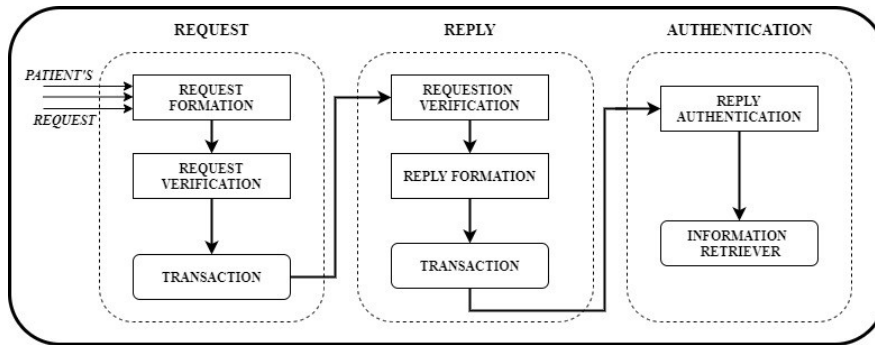 REQUEST
REPLY
AUTHENTICATION
PATIENT'S
REQUEST
REQUEST
FORMATION
REQUEST
VERIFICATION
TRANSACTION
REQUESTION
VERIFICATION
REPLY FORMATION
TRANSACTION
REPLY
AUTHENTICATION
INFORMATION
RETRIEVER